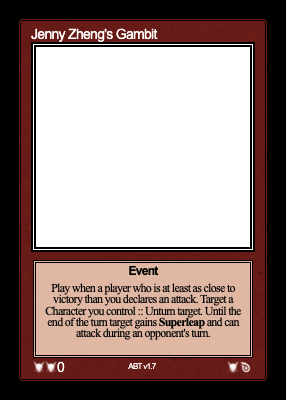 Jenny Zheng's Gambit
Event
Play when a player who is at least as close to
victory than you declares an attack. Target a
Character you control :: Unturn target. Until the
end of the turn target gains Superleap and can
attack during an opponent's turn.
0
ABT v1.7